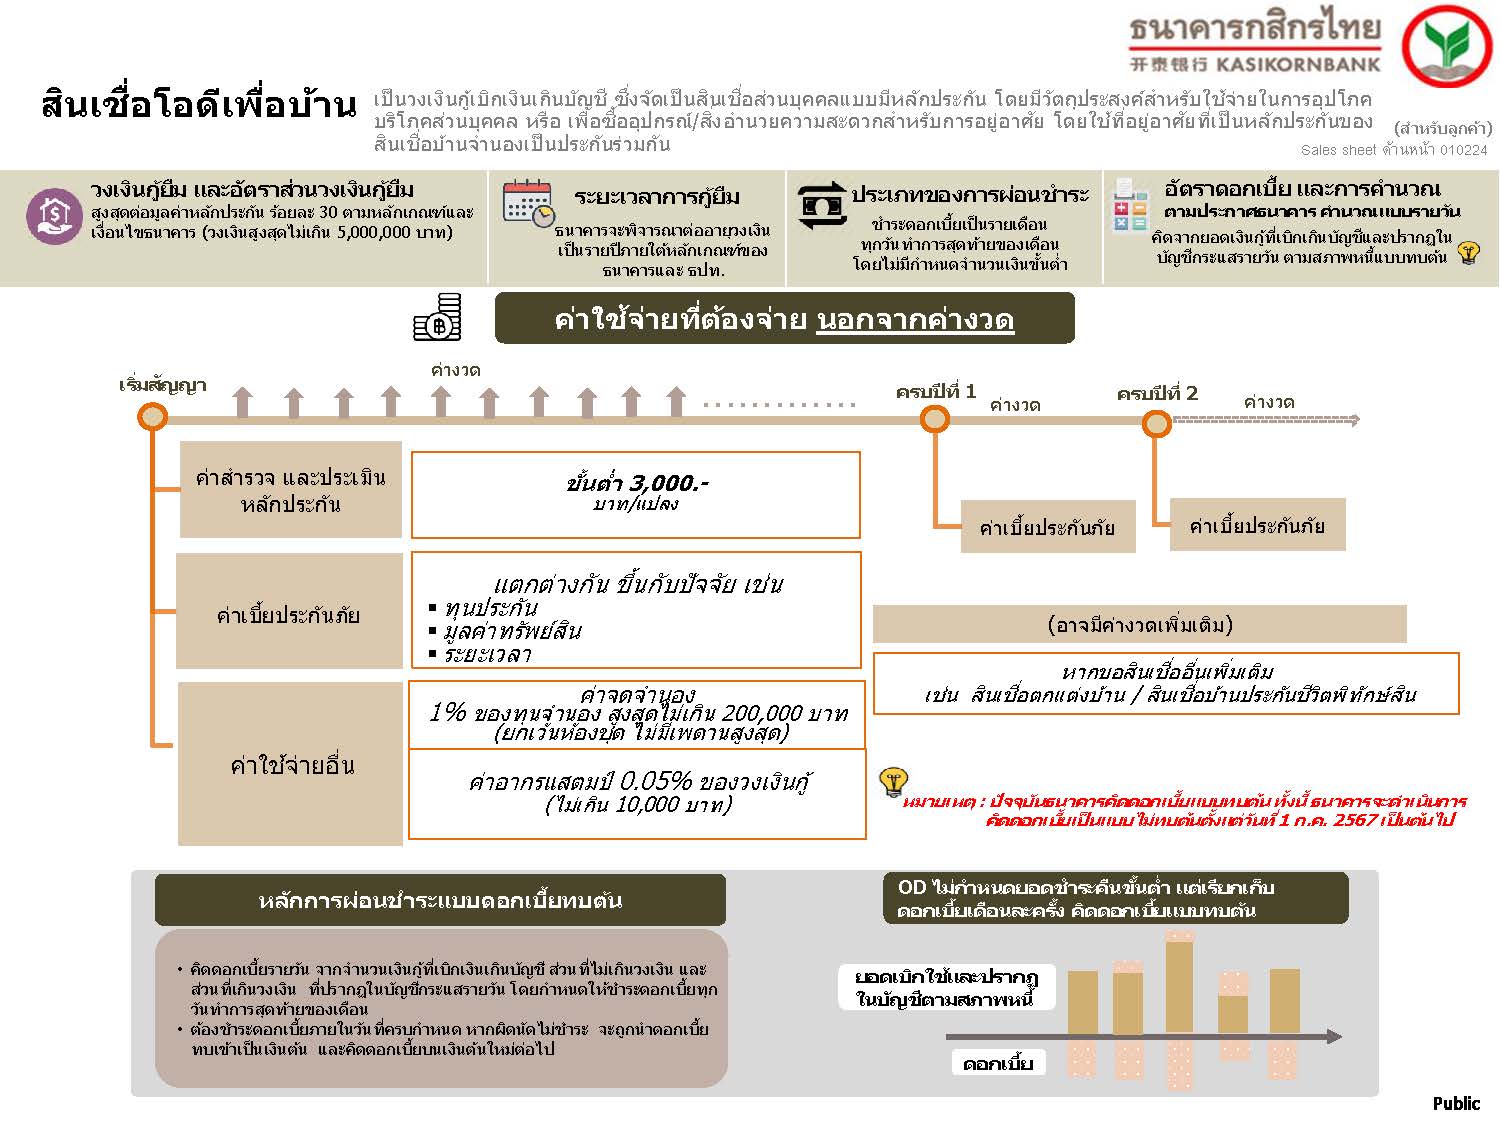 ธนาคารกสิกรไทย
开泰银行 KASIKORNBANK
สินเชื่อโอดีเพื่อบ้าน
เป็นวงเงินกู้เบิกเงินเกินบัญชี ซึ่งจัดเป็นสินเชื่อส่วนบุคคลแบบมีหลักประกัน โดยมีวัตถุประสงค์สำหรับใช้จ่ายในการอุปโภค
บริโภคส่วนบุคคล หรือ เพื่อซื้ออุปกรณ์/สิ่งอำนวยความสะดวกสำหรับการอยู่อาศัย โดยใช้ที่อยู่อาศัยที่เป็นหลักประกันของ
สินเชื่อบ้านจำนองเป็นประกันร่วมกัน
(สำหรับลูกค้า)
Sales sheet ด้านหน้า 010224
วงเงินกู้ยืม และอัตราส่วนวงเงินกู้ยืม
สูงสุดต่อมูลค่าหลักประกัน ร้อยละ 30 ตามหลักเกณฑ์และ
เงื่อนไขธนาคาร (วงเงินสูงสุดไม่เกิน 5,000,000 บาท)
ระยะเวลาการกู้ยืม
ธนาคารจะพิจารณาต่ออายุวงเงิน
เป็นรายปีภายใต้หลักเกณฑ์ของ
ธนาคารและ ธปท.
ประเภทของการผ่อนชำระ
ชำระดอกเบี้ยเป็นรายเดือน
ทุกวันทำการสุดท้ายของเดือน
โดยไม่มีกำหนดจำนวนเงินขั้นต่ำ
อัตราดอกเบี้ย และการคำนวณ
ตามประกาศธนาคาร คำนวณแบบรายวัน
คิดจากยอดเงินกู้ที่เบิกเกินบัญชีและปรากฏใน
บัญชีกระแสรายวัน ตามสภาพหนี้แบบทบต้น
ค่าใช้จ่ายที่ต้องจ่าย นอกจากค่างวด
เริ่มสัญญา
ค่างวด
ครบปีที่ 1
ค่างวด
ครบปีที่ 2
ค่างวด
ค่าสำรวจ และประเมิน
หลักประกัน
ขั้นต่ำ 3,000.-
บาท/แปลง
ค่าเบี้ยประกันภัย
ค่าเบี้ยประกันภัย
ค่าเบี้ยประกันภัย
แตกต่างกัน ขึ้นกับปัจจัย เช่น
▪ ทุนประกัน
▪ มูลค่าทรัพย์สิน
▪ ระยะเวลา
(อาจมีค่างวดเพิ่มเติม)
หากขอสินเชื่ออื่นเพิ่มเติม
เช่น สินเชื่อตกแต่งบ้าน / สินเชื่อบ้านประกันชีวิตพิทักษ์สิน
ค่าใช้จ่ายอื่น
ค่าจดจำนอง
1% ของทุนจำนอง สูงสุดไม่เกิน 200,000 บาท
(ยกเว้นห้องชุด ไม่มีเพดานสูงสุด)
ค่าอากรแสตมป์ 0.05% ของวงเงินกู้
(ไม่เกิน 10,000 บาท)
หมายเหตุ : ปัจจุบันธนาคารคิดดอกเบี้ยแบบทบต้น ทั้งนี้ ธนาคารจะดำเนินการ
คิดดอกเบี้ยเป็นแบบไม่ทบต้นตั้งแต่วันที่ 1 ก.ค. 2567 เป็นต้นไป
หลักการผ่อนชำระแบบดอกเบี้ยทบต้น
• คิดดอกเบี้ยรายวัน จากจำนวนเงินกู้ที่เบิกเงินเกินบัญชี ส่วนที่ไม่เกินวงเงิน และ
ส่วนที่เกินวงเงิน ที่ปรากฏในบัญชีกระแสรายวัน โดยกำหนดให้ชำระดอกเบี้ยทุก
วันทำการสุดท้ายของเดือน
• ต้องชำระดอกเบี้ยภายในวันที่ครบกำหนด หากผิดนัดไม่ชำระ จะถูกนำดอกเบี้ย
ทบเข้าเป็นเงินต้น และคิดดอกเบี้ยบนเงินต้นใหม่ต่อไป
OD ไม่กำหนดยอดชำระคืนขั้นต่ำ แต่เรียกเก็บ
ดอกเบี้ยเดือนละครั้ง คิดดอกเบี้ยแบบทบต้น
ยอดเบิกใช้และปรากฏ
ในบัญชีตามสภาพหนี้
ดอกเบี้ย
Public